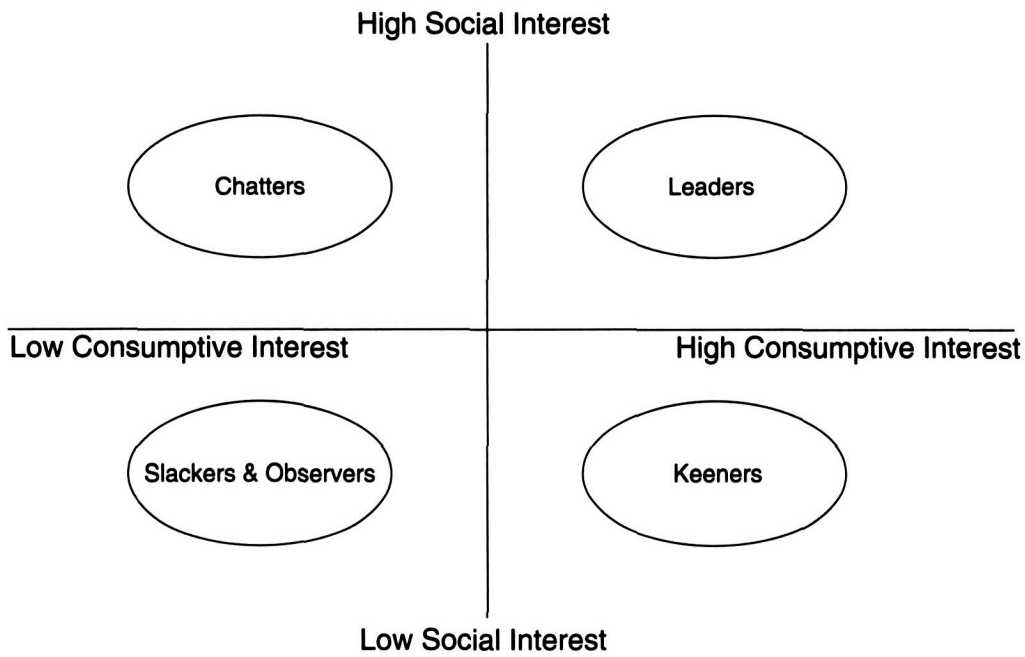 High Social Interest
Chatters
Leaders
Low Consumptive Interest
High Consumptive Interest
Slackers & Observers
Keeners
Low Social Interest